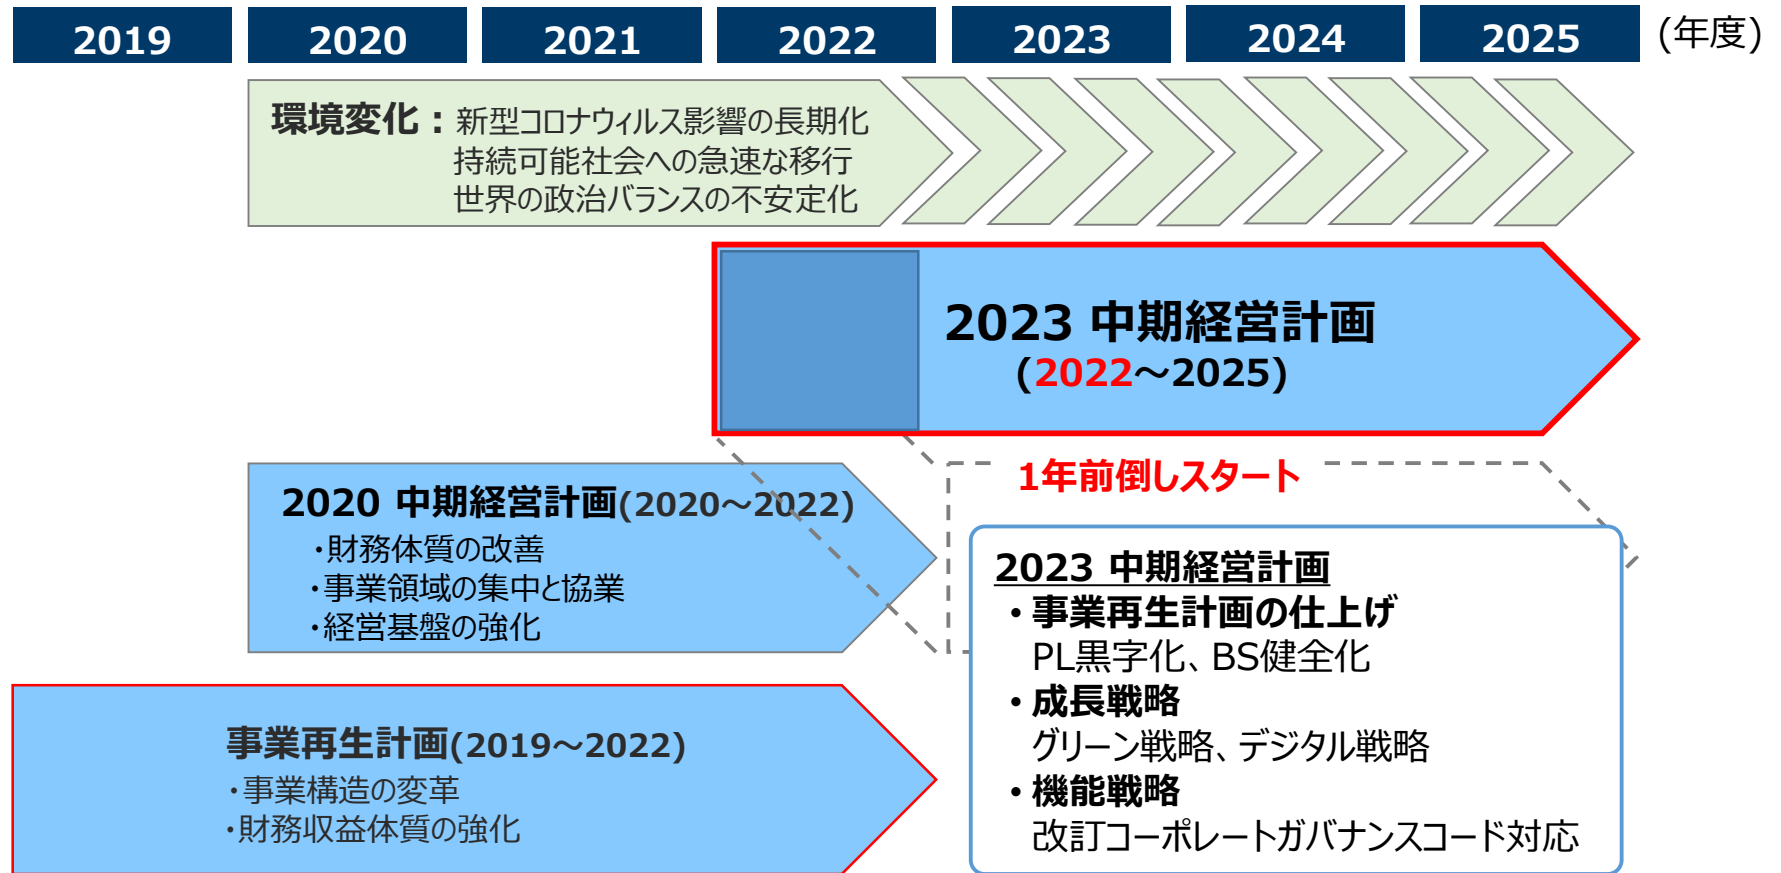 2019 2020 2021 2022 2023 2024 2025 (年度)
環境変化：新型コロナウィルス影響の長期化
持続可能社会への急速な移行
世界の政治バランスの不安定化
2023 中期経営計画
(2022～2025)
1年前倒しスタート
2020 中期経営計画(2020～2022)
・財務体質の改善
・事業領域の集中と協業
・経営基盤の強化
事業再生計画(2019～2022)
・事業構造の変革
・財務収益体質の強化
2023 中期経営計画
・事業再生計画の仕上げ
PL黒字化、BS健全化
・成長戦略
グリーン戦略、デジタル戦略
・機能戦略
改訂コーポレートガバナンスコード対応